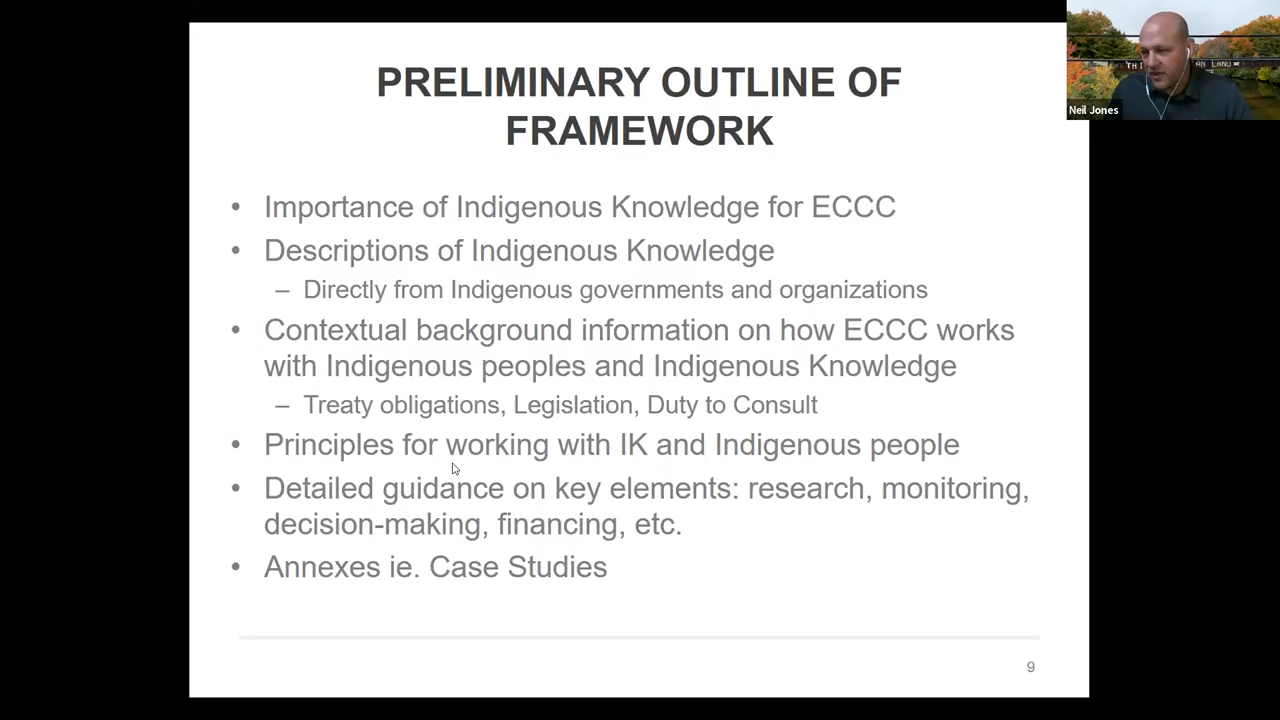 PRELIMINARY OUTLINE OF
FRAMEWORK
• Importance of Indigenous Knowledge for ECCC
• Descriptions of Indigenous Knowledge
– Directly from Indigenous governments and organizations
• Contextual background information on how ECCC works
with Indigenous peoples and Indigenous Knowledge
– Treaty obligations, Legislation, Duty to Consult
• Principles for working with IK and Indigenous people
• Detailed guidance on key elements: research, monitoring,
decision-making, financing, etc.
• Annexes ie. Case Studies
9
LAND
Neil Jones